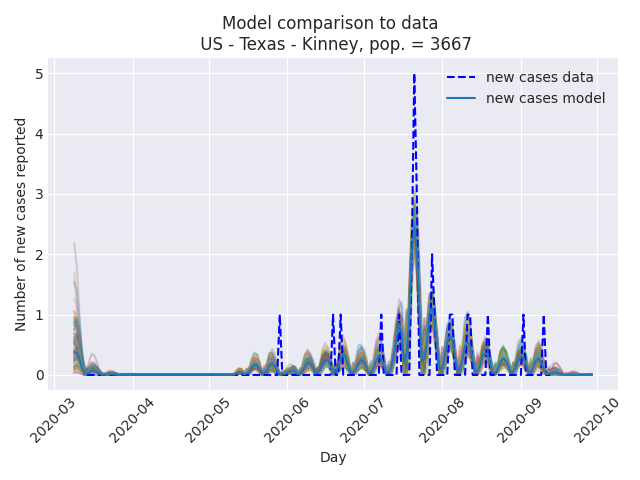 Model comparison to data
US - Texas - Kinney, pop. = 3667
Number of new cases reported
5
4
3
2
1
0
new cases data
new cases model
2020-03
2020-04
2020-05
2020-06
2020-07
2020-08
2020-09
2020-10
Day